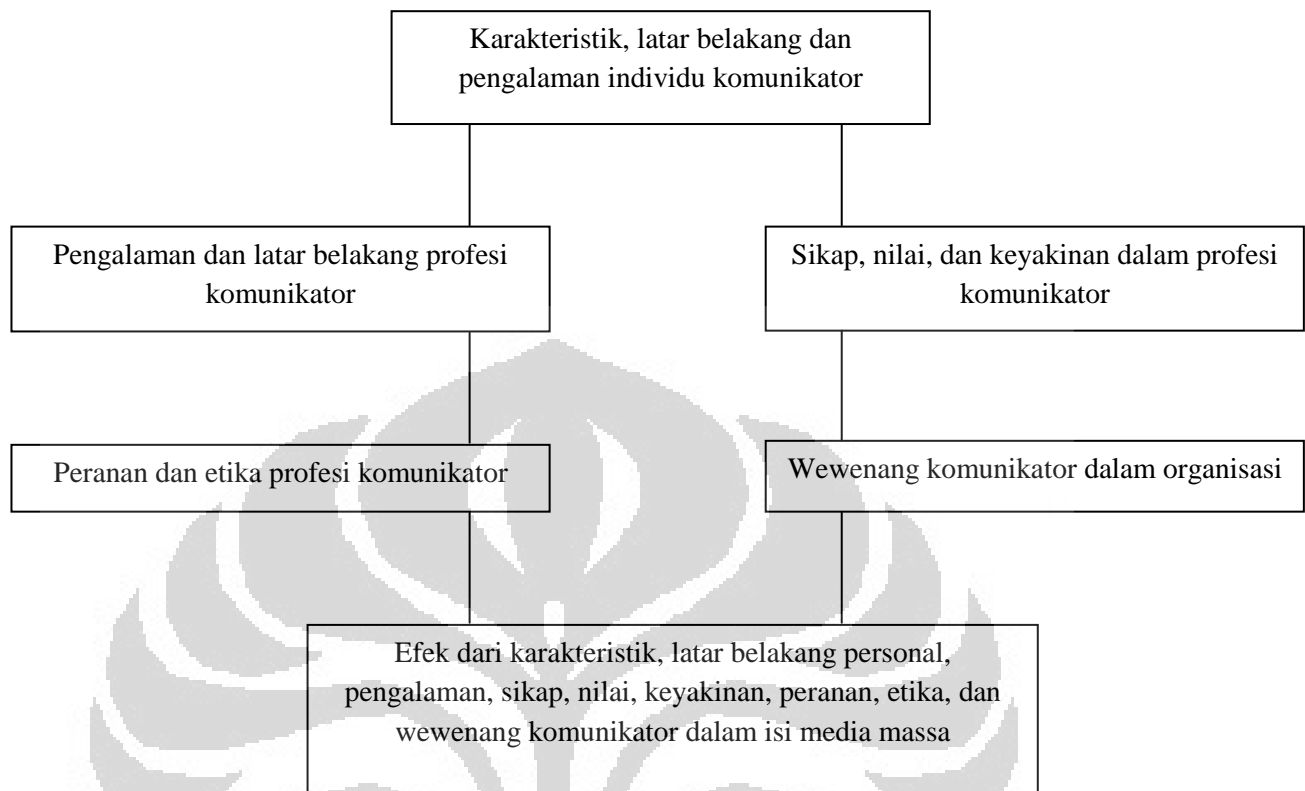 Karakteristik, latar belakang dan
pengalaman individu komunikator
Pengalaman dan latar belakang profesi
komunikator
Sikap, nilai, dan keyakinan dalam profesi
komunikator
Peranan dan etika profesi komunikator
Wewenang komunikator dalam organisasi
Efek dari karakteristik, latar belakang personal,
pengalaman, sikap, nilai, keyakinan, peranan, etika, dan
wewenang komunikator dalam isi media massa